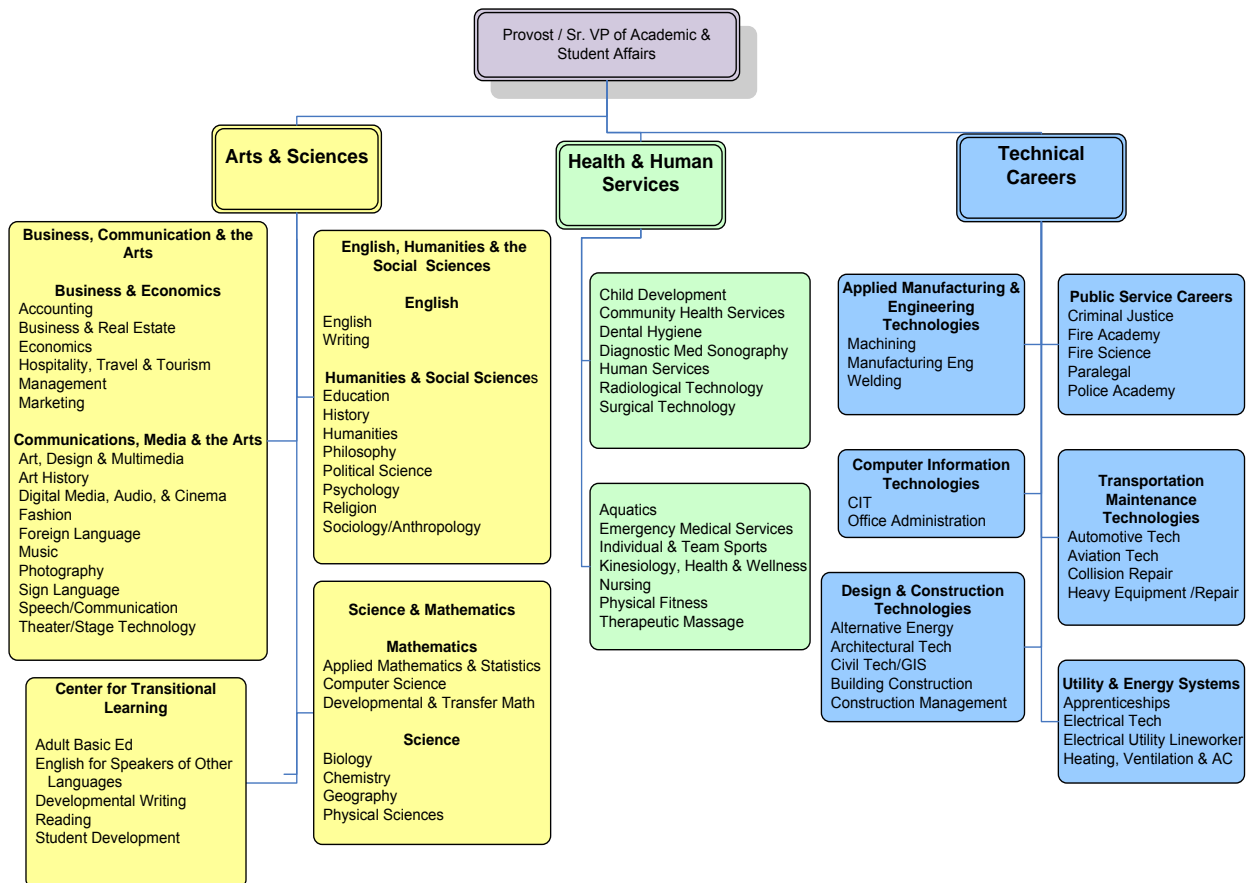 Provost / Sr. VP of Academic &
Student Affairs
Arts & Sciences
Health & Human
Services
Technical
Careers
Business, Communication & the
Arts
Business & Economics
Accounting
Business & Real Estate
Economics
Hospitality, Travel & Tourism
Management
Marketing
Communications, Media & the Arts
Art, Design & Multimedia
Art History
Digital Media, Audio, & Cinema
Fashion
Foreign Language
Music
Photography
Sign Language
Speech/Communication
Theater/Stage Technology
Center for Transitional
Learning
Adult Basic Ed
English for Speakers of Other
Languages
Developmental Writing
Reading
Student Development
English, Humanities & the
Social Sciences
English
English
Writing
Humanities & Social Sciences
Education
History
Humanities
Philosophy
Political Science
Psychology
Religion
Sociology/Anthropology
Science & Mathematics
Mathematics
Applied Mathematics & Statistics
Computer Science
Developmental & Transfer Math
Science
Biology
Chemistry
Geography
Physical Sciences
Child Development
Community Health Services
Dental Hygiene
Diagnostic Med Sonography
Human Services
Radiological Technology
Surgical Technology
Aquatics
Emergency Medical Services
Individual & Team Sports
Kinesiology, Health & Wellness
Nursing
Physical Fitness
Therapeutic Massage
Applied Manufacturing &
Engineering
Technologies
Machining
Manufacturing Eng
Welding
Computer Information
Technologies
CIT
Office Administration
Design & Construction
Technologies
Alternative Energy
Architectural Tech
Civil Tech/GIS
Building Construction
Construction Management
Public Service Careers
Criminal Justice
Fire Academy
Fire Science
Paralegal
Police Academy
Transportation
Maintenance
Technologies
Automotive Tech
Aviation Tech
Collision Repair
Heavy Equipment /Repair
Utility & Energy Systems
Apprenticeships
Electrical Tech
Electrical Utility Lineworker
Heating, Ventilation & AC